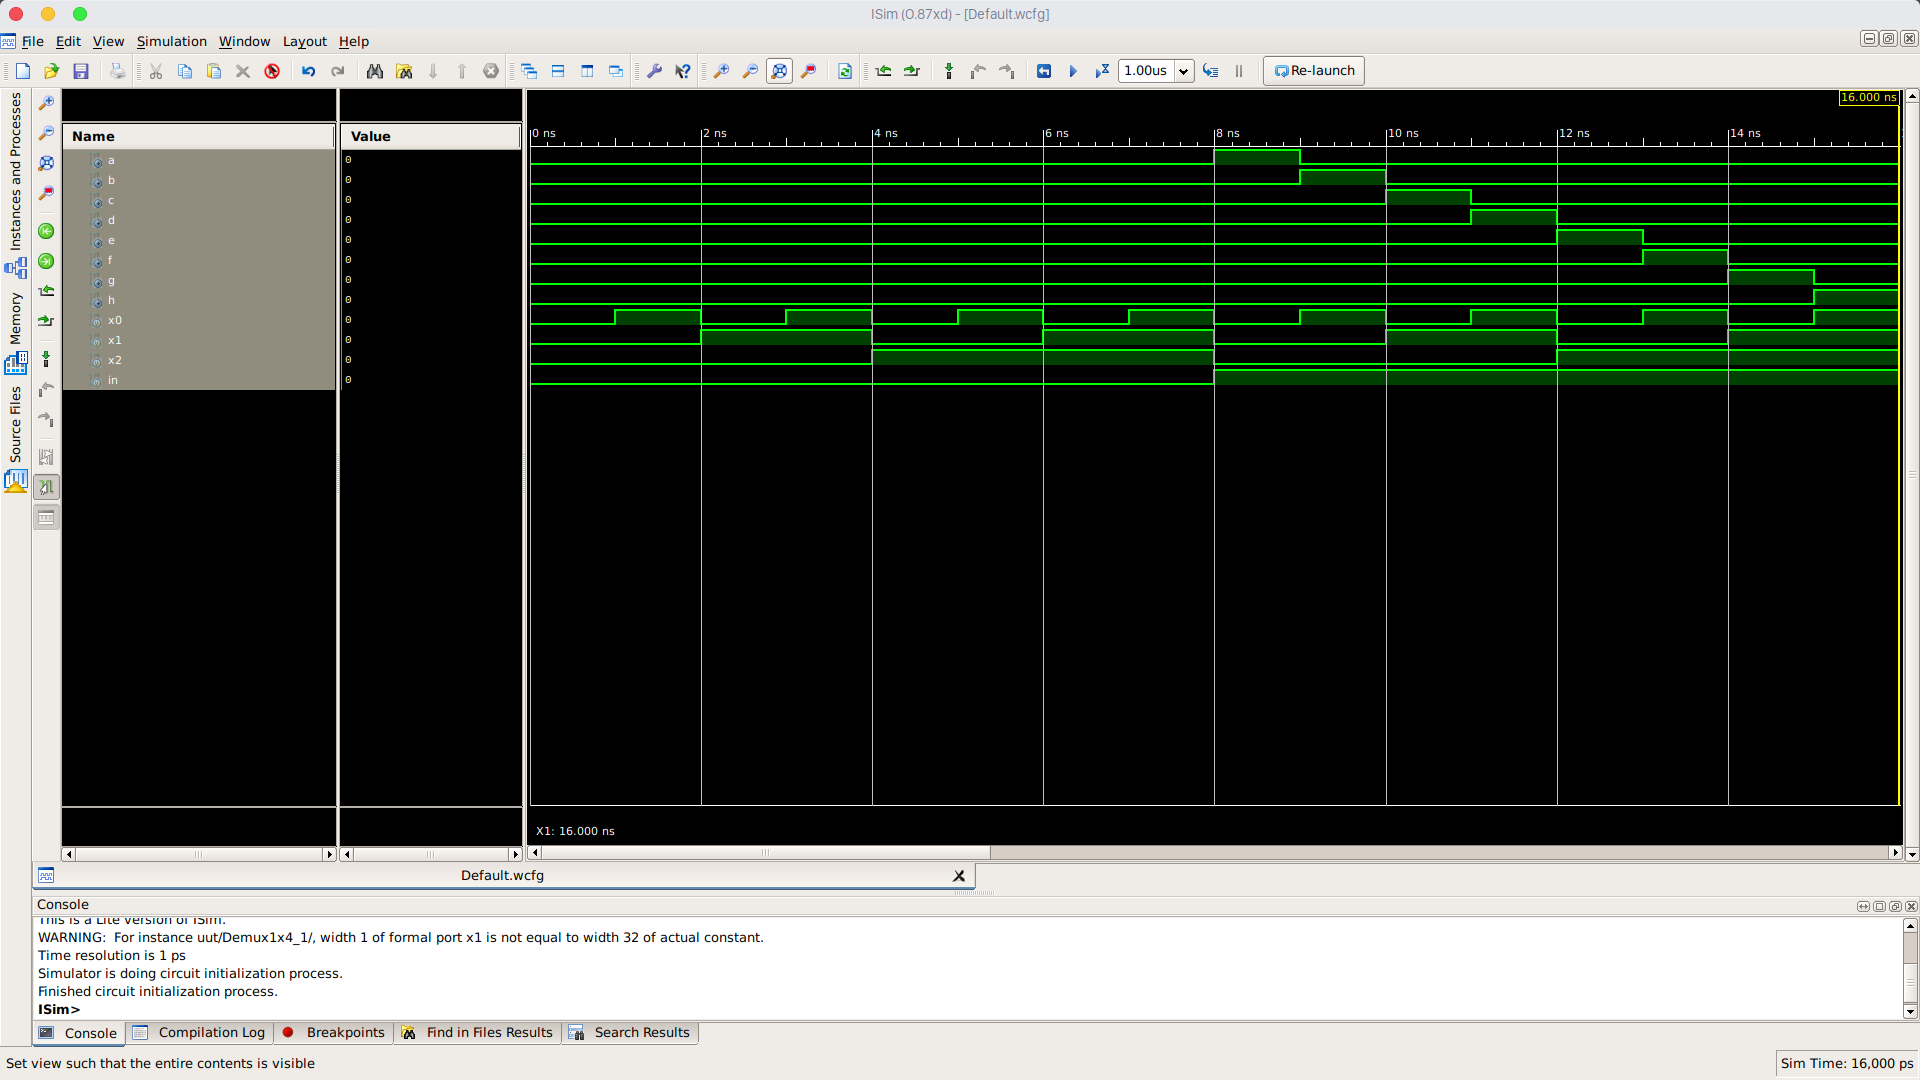 ISim (0.87xd) - [Default.wcfg]
File Edit View Simulation Window Layout Help
1.00us
Re-launch
Instances and Processes
Memory
Source Files
Name
Value
a 0
b 0
c 0
d 0
e 0
f 0
g 0
h 0
x0 0
x1 0
x2 0
in 0
16.000 ns
0 ns 2 ns 4 ns 6 ns 8 ns 10 ns 12 ns 14 ns
X1: 16.000 ns
Default.wcfg
Console
This is a Lite version of ISim.
WARNING:  For instance uut/Demux1x4_1/, width 1 of formal port x1 is not equal to width 32 of actual constant.
Time resolution is 1 ps
Simulator is doing circuit initialization process.
Finished circuit initialization process.
ISim>
Console Compilation Log Breakpoints Find in Files Results Search Results
Set view such that the entire contents is visible
Sim Time: 16,000 ps